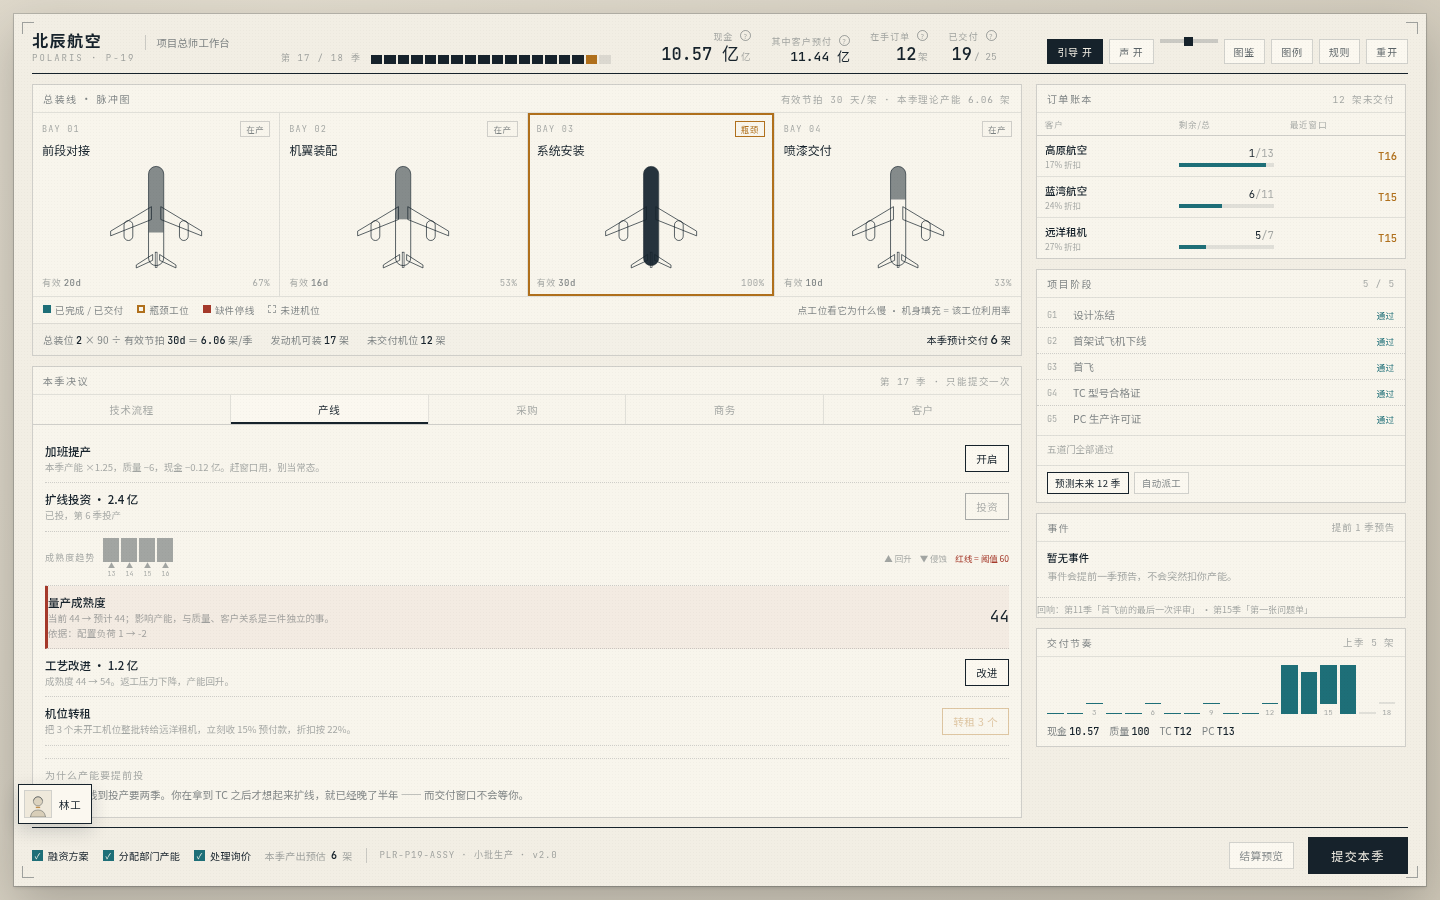 北辰航空
POLARIS · P-19
项目总师工作台
第 17 / 18 季
现金 ?
10.57 亿 亿
其中客户预付 ?
11.44 亿
在手订单 ?
12 架
已交付 ?
19 / 25
引导 开
声 开
图鉴
图例
规则
重开
总装线 · 脉冲图
有效节拍 30 天/架 · 本季理论产能 6.06 架
BAY 01
在产
前段对接
有效 20d
67%
BAY 02
在产
机翼装配
有效 16d
53%
BAY 03
瓶颈
系统安装
有效 30d
100%
BAY 04
在产
喷漆交付
有效 10d
33%
已完成 / 已交付
瓶颈工位
缺件停线
未进机位
点工位看它为什么慢 · 机身填充 = 该工位利用率
总装位 2 × 90 ÷ 有效节拍 30d = 6.06 架/季
发动机可装 17 架
未交付机位 12 架
本季预计交付 6 架
本季决议
第 17 季 · 只能提交一次
技术流程
产线
采购
商务
客户
加班提产
本季产能 ×1.25，质量 −6，现金 −0.12 亿。赶窗口用，别当常态。
开启
扩线投资 · 2.4 亿
已投，第 6 季投产
投资
成熟度趋势
13 14 15 16
▲ 回升 ▼ 侵蚀 红线 = 阈值 60
量产成熟度
当前 44 → 预计 44；影响产能，与质量、客户关系是三件独立的事。
依据：配置负荷 1 → -2
44
工艺改进 · 1.2 亿
成熟度 44 → 54。返工压力下降，产能回升。
改进
机位转租
把 3 个未开工机位整批转给远洋租机，立刻收 15% 预付款，折扣按 22%。
转租 3 个
为什么产能要提前投
线到投产要两季。你在拿到 TC 之后才想起来扩线，就已经晚了半年 —— 而交付窗口不会等你。
林工
融资方案
分配部门产能
处理询价
本季产出预估 6 架
PLR-P19-ASSY · 小批生产 · v2.0
结算预览
提交本季
订单账本
12 架未交付
客户
剩余/总
最近窗口
高原航空
17% 折扣
1/13
T16
蓝湾航空
24% 折扣
6/11
T15
远洋租机
27% 折扣
5/7
T15
项目阶段
5 / 5
G1 设计冻结 通过
G2 首架试飞机下线 通过
G3 首飞 通过
G4 TC 型号合格证 通过
G5 PC 生产许可证 通过
五道门全部通过
预测未来 12 季
自动派工
事件
提前 1 季预告
暂无事件
事件会提前一季预告，不会突然扣你产能。
回响：第11季「首飞前的最后一次评审」 · 第15季「第一张问题单」
交付节奏
上季 5 架
3 6 9 12 15 18
现金 10.57 质量 100 TC T12 PC T13